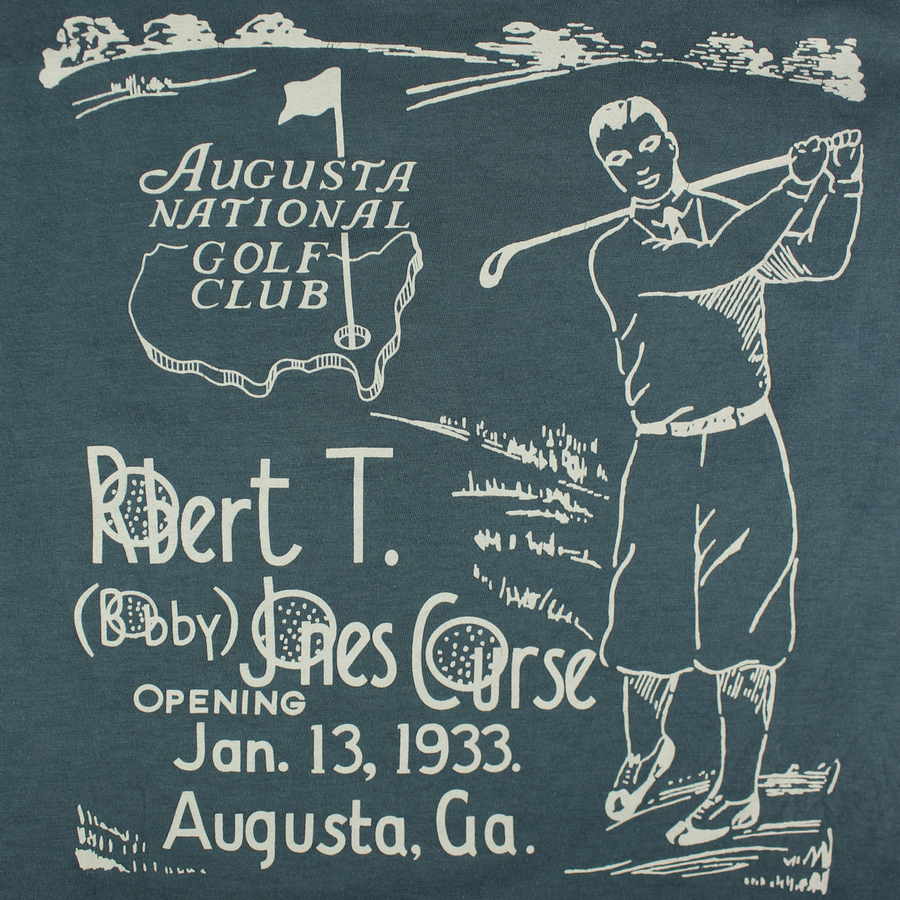 AUGUSTA
NATIONAL
GOLF
CLUB
Robert T.
(Bobby) Jones Course
OPENING
Jan. 13, 1933.
Augusta, Ga.